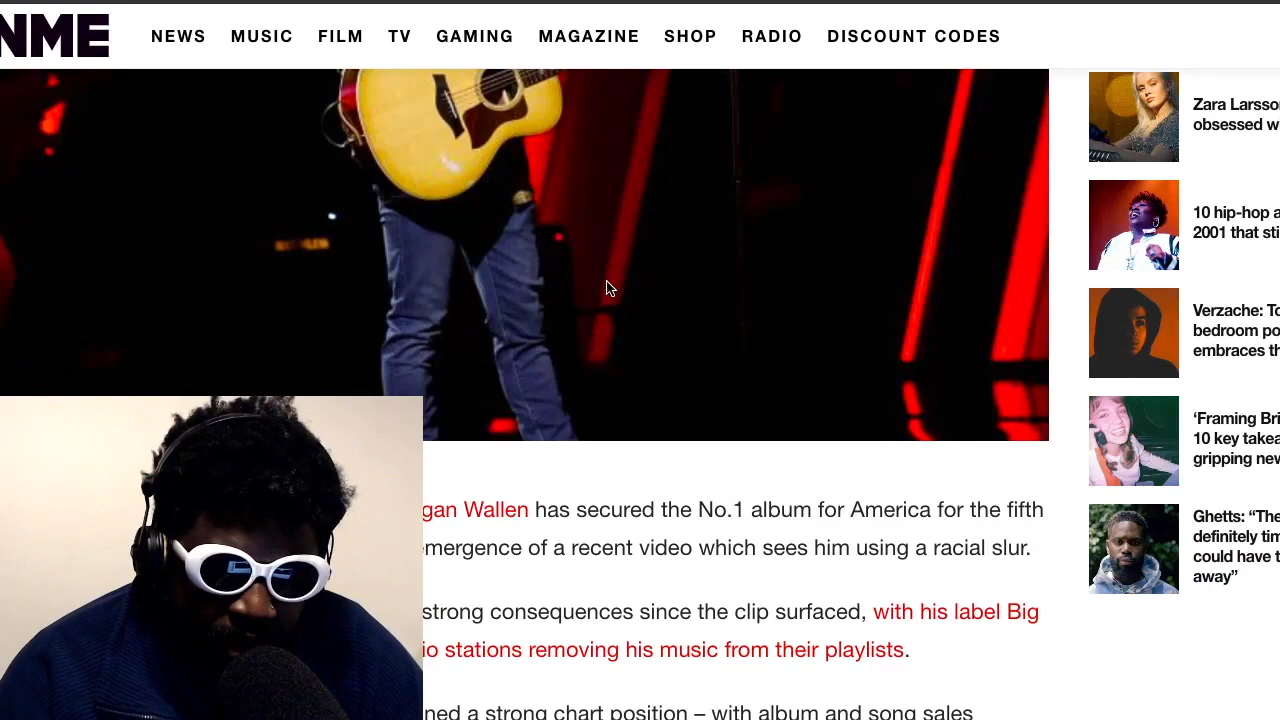 NME
NEWS MUSIC FILM TV GAMING MAGAZINE SHOP RADIO DISCOUNT CODES
Zara Larsso
obsessed w
10 hip-hop a
2001 that sti
Verzache: To
bedroom po
embraces th
‘Framing Bri
10 key takea
gripping new
Ghetts: “The
definitely tim
could have t
away”
gan Wallen has secured the No.1 album for America for the fifth
emergence of a recent video which sees him using a racial slur.
strong consequences since the clip surfaced, with his label Big
io stations removing his music from their playlists.
ned a strong chart position – with album and song sales